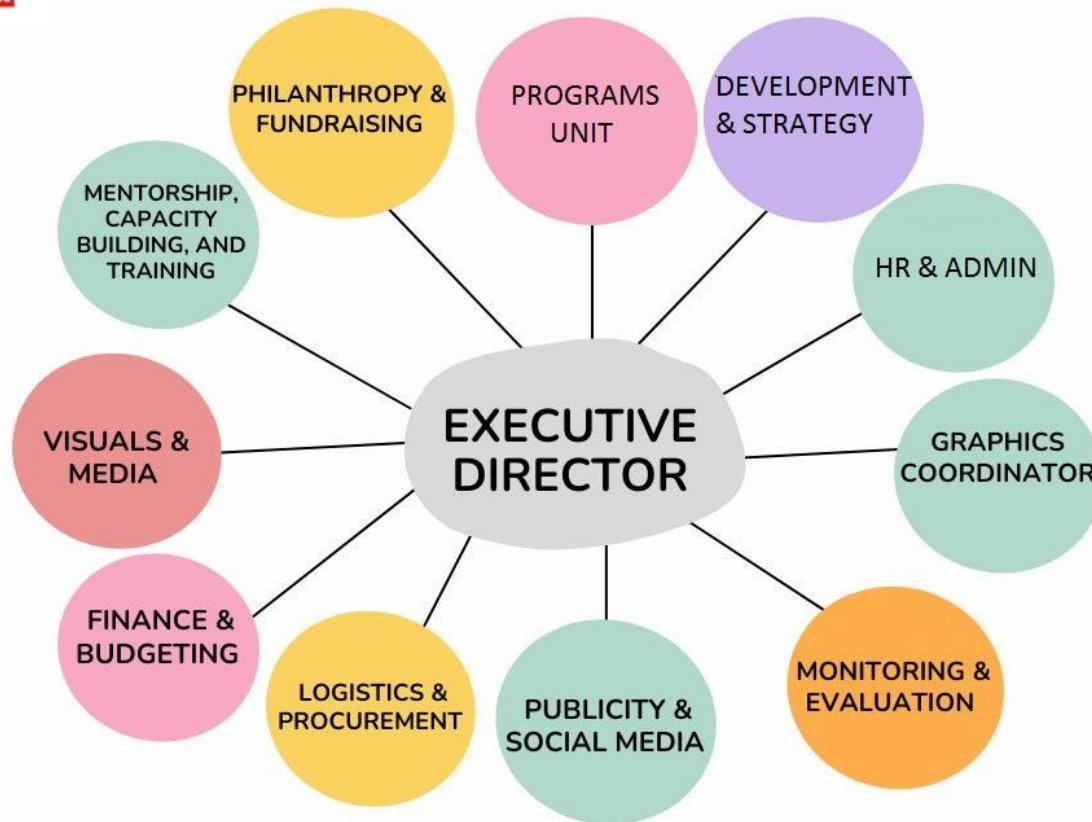 PHILANTHROPY &
FUNDRAISING
PROGRAMS
UNIT
DEVELOPMENT
& STRATEGY
MENTORSHIP,
CAPACITY
BUILDING, AND
TRAINING
HR & ADMIN
VISUALS &
MEDIA
EXECUTIVE
DIRECTOR
GRAPHICS
COORDINATOR
FINANCE &
BUDGETING
LOGISTICS &
PROCUREMENT
PUBLICITY &
SOCIAL MEDIA
MONITORING &
EVALUATION